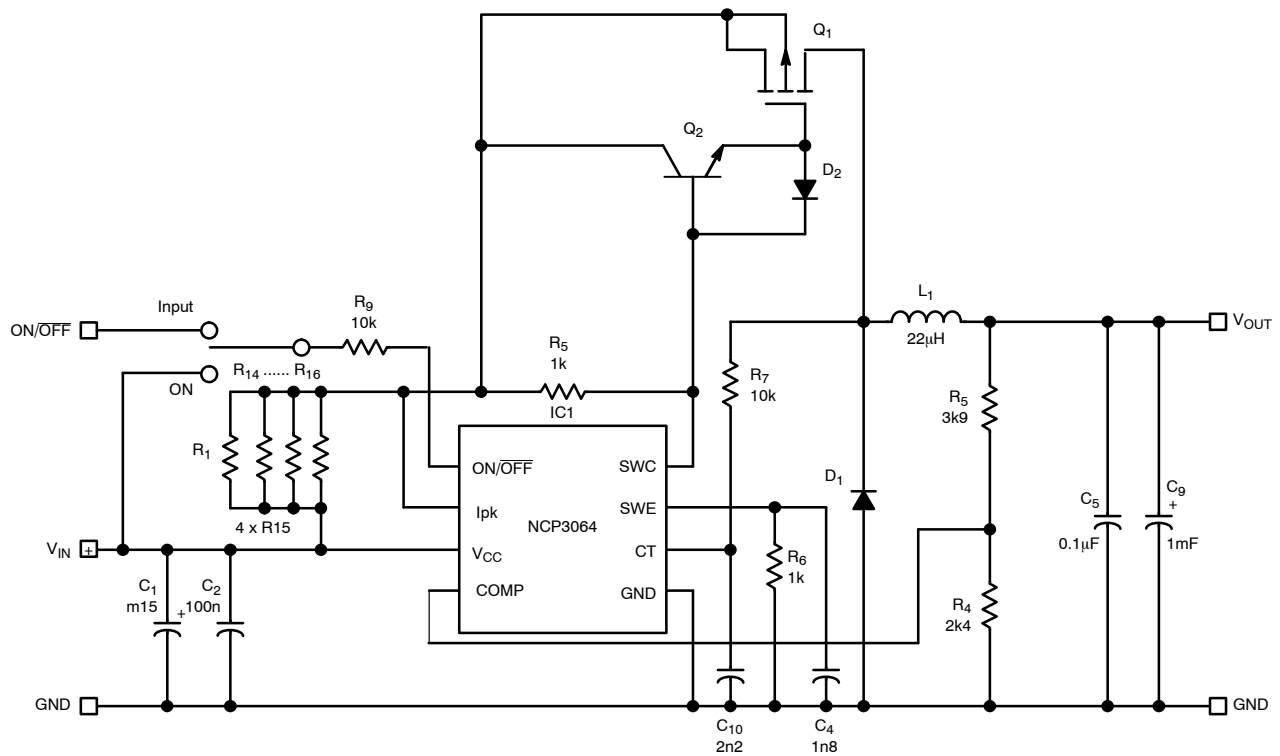 Q1
Q2
D2
Input
ON/OFF
R9
10k
ON
R14 ...... R16
R5
1k
IC1
L1
22µH
VOUT
R7
10k
R5
3k9
R1
ON/OFF
SWC
D1
Ipk
SWE
NCP3064
4 x R15
VIN
+
VCC
CT
R6
1k
C5
0.1µF
C9
+
1mF
C1
m15
+
C2
100n
COMP
GND
R4
2k4
GND
GND
C10
2n2
C4
1n8